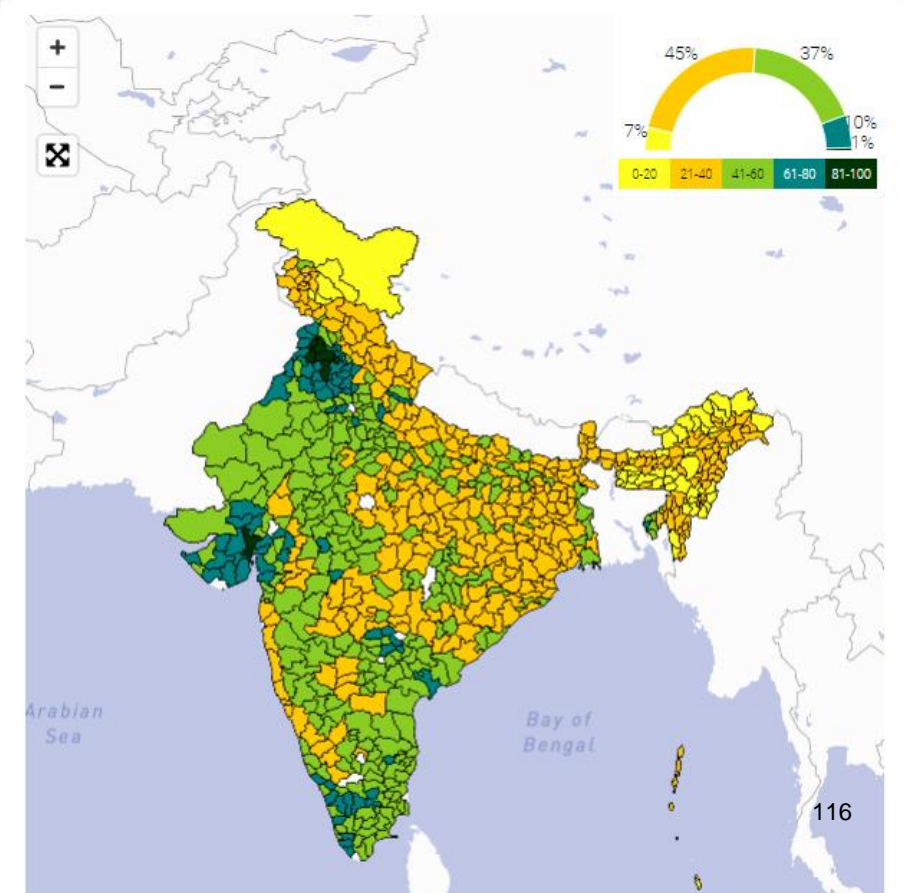 +
−
45%
37%
7%
10%
1%
0-20 21-40 41-60 61-80 81-100
Arabian
Sea
Bay of
Bengal
116